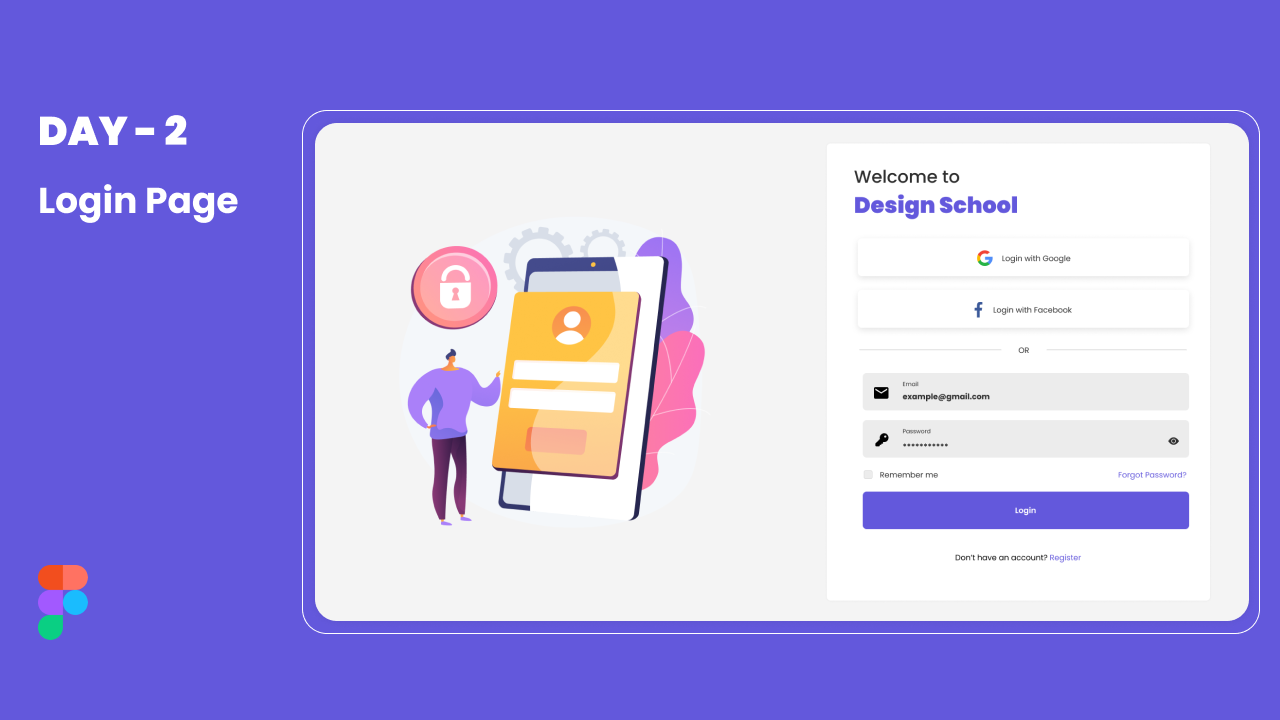 DAY - 2
Login Page
Welcome to
Design School
Login with Google
Login with Facebook
OR
Email
example@gmail.com
Password
•••••••••••
Remember me
Forgot Password?
Login
Don't have an account? Register